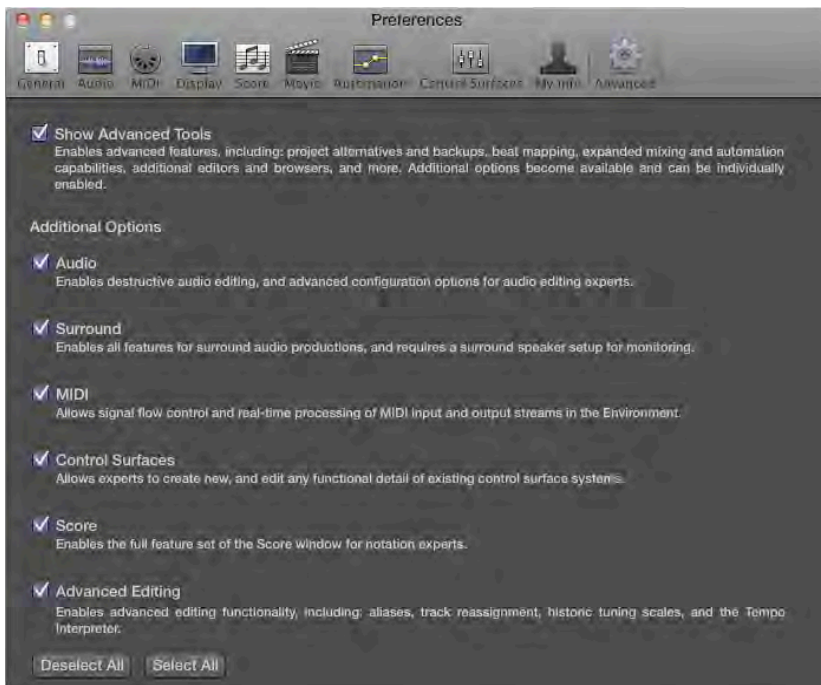 Preferences
General Audio MIDI Display Score Movie Automation Control Surfaces My Info Advanced
Show Advanced Tools
Enables advanced features, including: project alternatives and backups, beat mapping, expanded mixing and automation
capabilities, additional editors and browsers, and more. Additional options become available and can be individually
enabled.
Additional Options
Audio
Enables destructive audio editing, and advanced configuration options for audio editing experts.
Surround
Enables all features for surround audio productions, and requires a surround speaker setup for monitoring.
MIDI
Allows signal flow control and real-time processing of MIDI input and output streams in the Environment.
Control Surfaces
Allows experts to create new, and edit any functional detail of existing control surface systems.
Score
Enables the full feature set of the Score window for notation experts.
Advanced Editing
Enables advanced editing functionality, including: aliases, track reassignment, historic tuning scales, and the Tempo
Interpreter.
Deselect All Select All